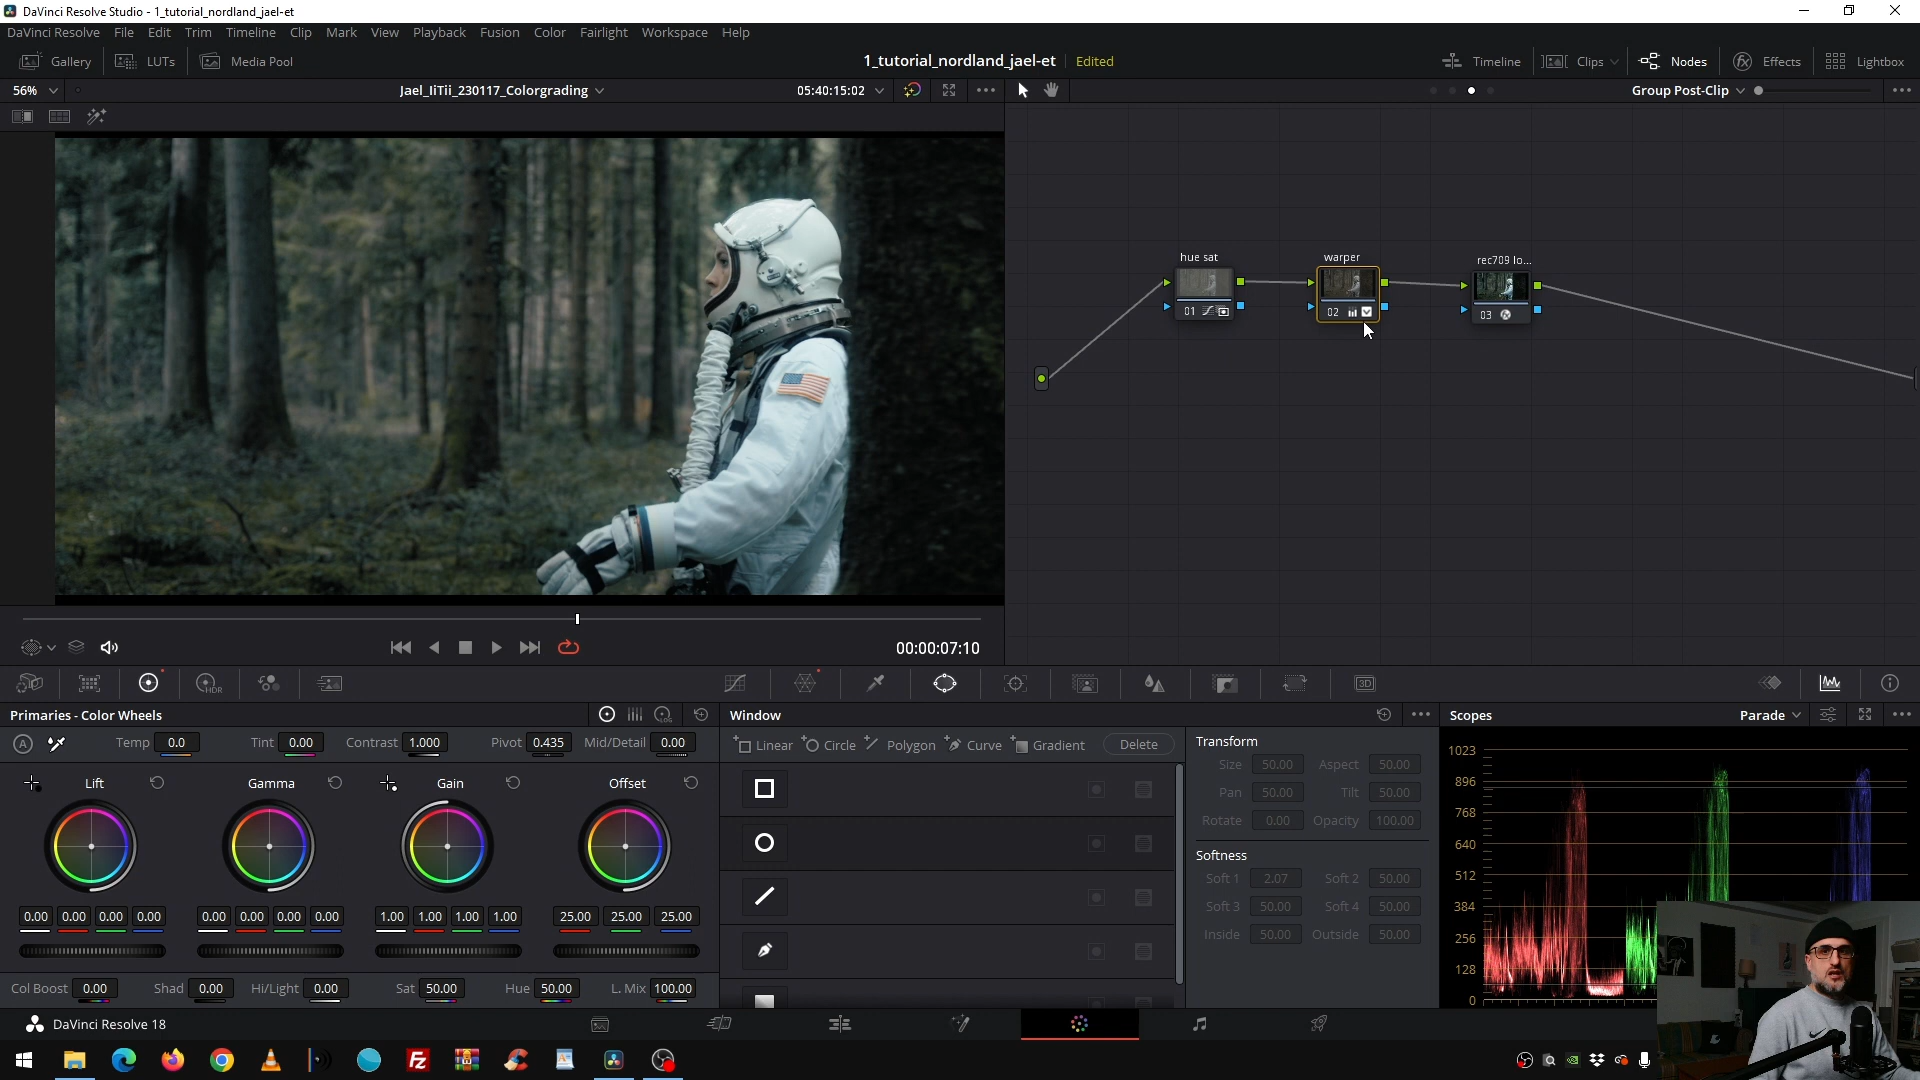 DaVinci Resolve Studio - 1_tutorial_nordland_jael-et
DaVinci Resolve File Edit Trim Timeline Clip Mark View Playback Fusion Color Fairlight Workspace Help
Gallery LUTs Media Pool 1_tutorial_nordland_jael-et Edited Timeline Clips Nodes Effects Lightbox
56% Jael_IiTii_230117_Colorgrading 05:40:15:02 Group Post-Clip
hue sat warper rec709 lo...
01 02 03
00:00:07:10
HDR 3D
Primaries - Color Wheels LOG Window Scopes Parade
A Temp 0.0 Tint 0.00 Contrast 1.000 Pivot 0.435 Mid/Detail 0.00
Linear Circle Polygon Curve Gradient Delete
Transform
Size 50.00 Aspect 50.00
Pan 50.00 Tilt 50.00
Rotate 0.00 Opacity 100.00
Softness
Soft 1 2.07 Soft 2 50.00
Soft 3 50.00 Soft 4 50.00
Inside 50.00 Outside 50.00
1023
896
768
640
512
384
256
128
0
Lift Gamma Gain Offset
0.00 0.00 0.00 0.00 0.00 0.00 0.00 0.00 1.00 1.00 1.00 1.00 25.00 25.00 25.00
Col Boost 0.00 Shad 0.00 Hi/Light 0.00 Sat 50.00 Hue 50.00 L. Mix 100.00
DaVinci Resolve 18
FZ